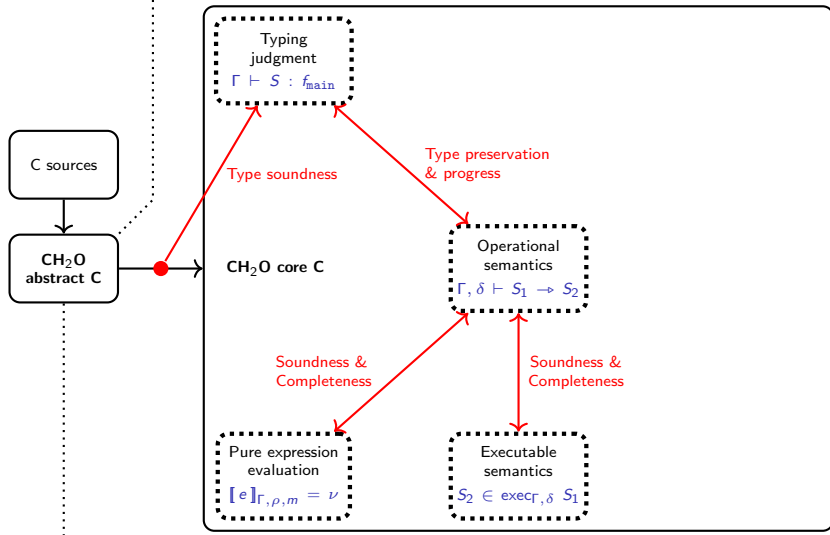 Typing
judgment
Γ ⊢ S : f_main
C sources
Type soundness
Type preservation
& progress
CH₂O
abstract C
CH₂O core C
Operational
semantics
Γ, δ ⊢ S₁ ⇾ S₂
Soundness &
Completeness
Soundness &
Completeness
Pure expression
evaluation
⟦ e ⟧_Γ, ρ, m = ν
Executable
semantics
S₂ ∈ exec_Γ, δ S₁